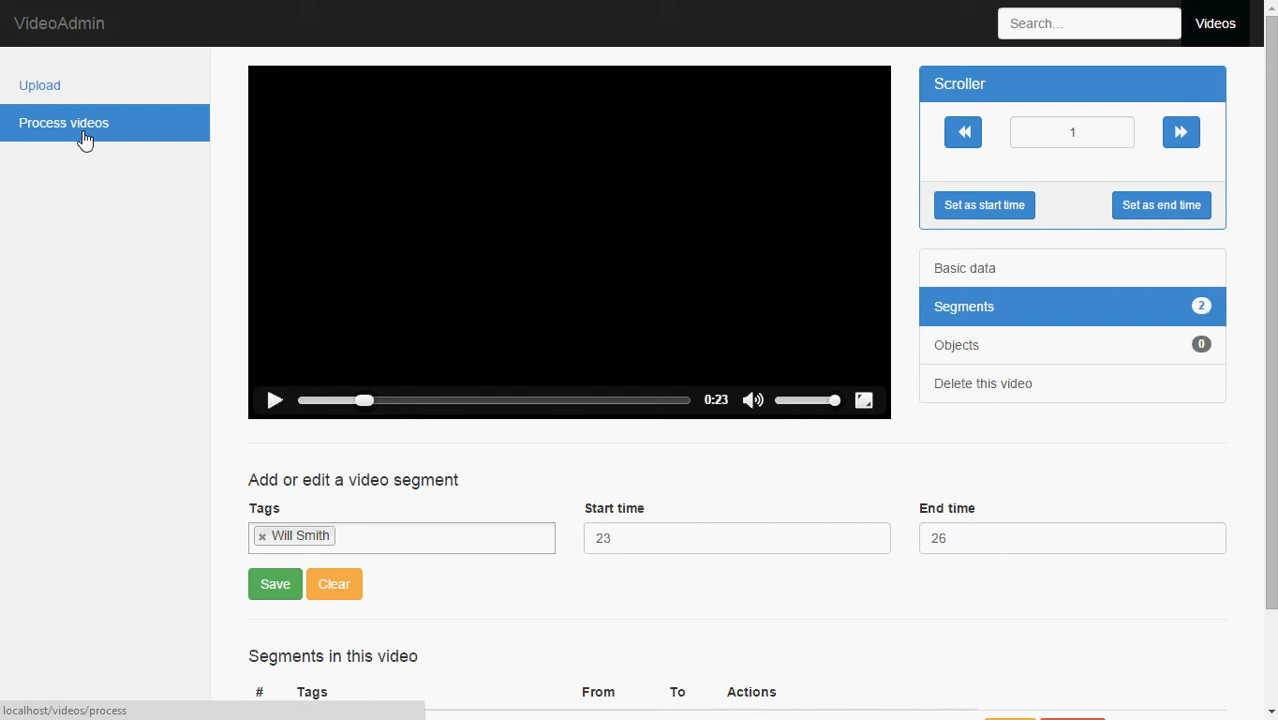 VideoAdmin
Search...
Videos
Upload
Process videos
Scroller
1
Set as start time
Set as end time
Basic data
Segments 2
Objects 0
Delete this video
0:23
Add or edit a video segment
Tags Start time End time
× Will Smith 23 26
Save Clear
Segments in this video
# Tags From To Actions
localhost/videos/process